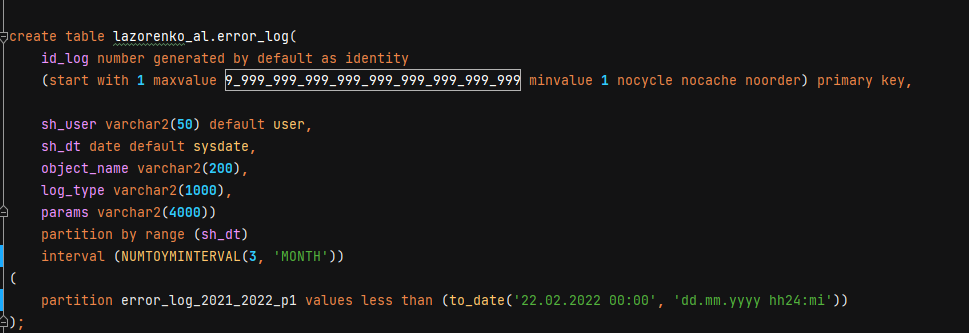 create table lazorenko_al.error_log(
id_log number generated by default as identity
(start with 1 maxvalue 9_999_999_999_999_999_999_999_999_999 minvalue 1 nocycle nocache noorder) primary key,
sh_user varchar2(50) default user,
sh_dt date default sysdate,
object_name varchar2(200),
log_type varchar2(1000),
params varchar2(4000))
partition by range (sh_dt)
interval (NUMTOYMINTERVAL(3, 'MONTH'))
(
partition error_log_2021_2022_p1 values less than (to_date('22.02.2022 00:00', 'dd.mm.yyyy hh24:mi'))
);